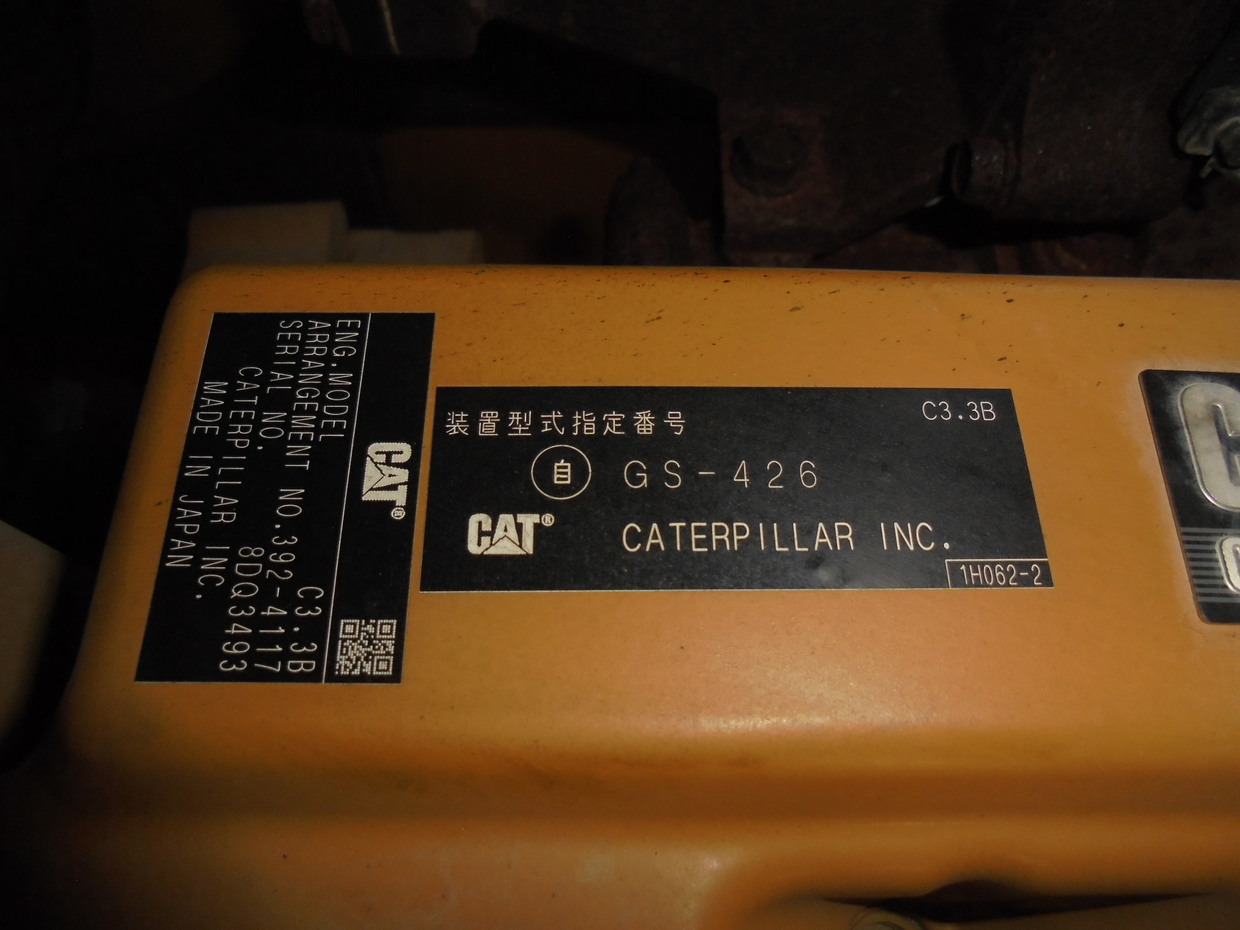 CAT®
ENG.MODEL C3.3B
ARRANGEMENT NO.392-4117
SERIAL NO. 8DQ3493
CATERPILLAR INC.
MADE IN JAPAN
装置型式指定番号 C3.3B
自 GS-426
CAT® CATERPILLAR INC.
1H062-2
C